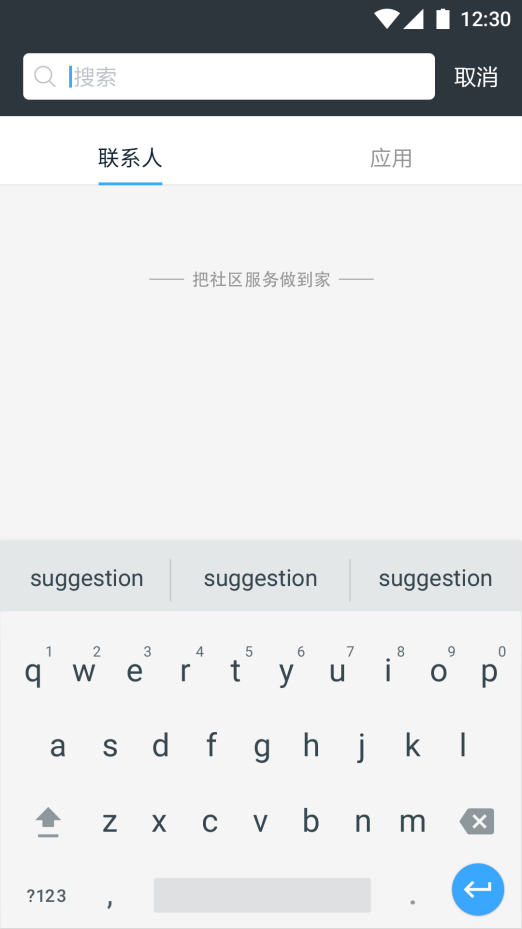 12:30
搜索 取消
联系人 应用
把社区服务做到家
suggestion suggestion suggestion
1 2 3 4 5 6 7 8 9 0
q w e r t y u i o p
a s d f g h j k l
z x c v b n m
?123 , .